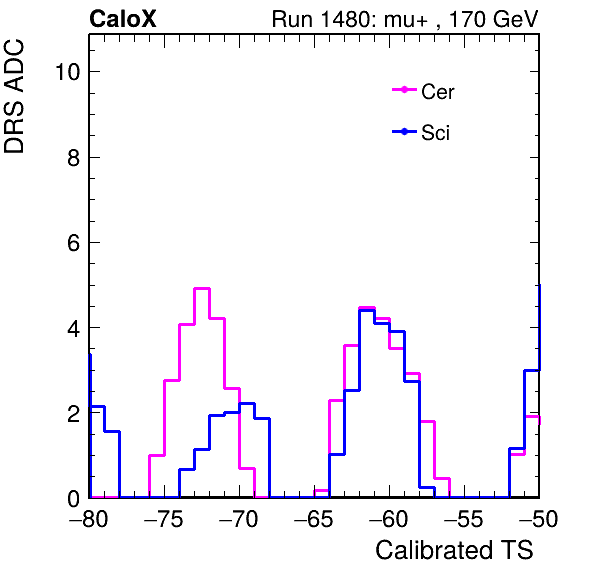 CaloX Run 1480: mu+ , 170 GeV
DRS ADC
10
8
6
4
2
0
Cer
Sci
−80 −75 −70 −65 −60 −55 −50
Calibrated TS